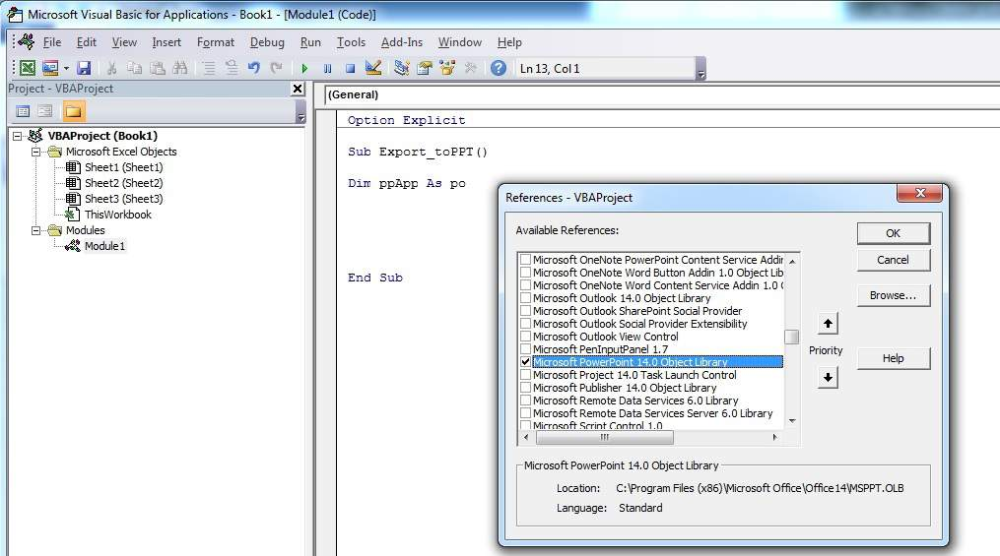 Microsoft Visual Basic for Applications - Book1 - [Module1 (Code)]
File Edit View Insert Format Debug Run Tools Add-Ins Window Help
Ln 13, Col 1
Project - VBAProject
(General)
VBAProject (Book1)
Microsoft Excel Objects
Sheet1 (Sheet1)
Sheet2 (Sheet2)
Sheet3 (Sheet3)
ThisWorkbook
Modules
Module1
Option Explicit
Sub Export_toPPT()
Dim ppApp As po
End Sub
References - VBAProject
Available References:
Microsoft OneNote PowerPoint Content Service Addin
Microsoft OneNote Word Button Addin 1.0 Object Lib
Microsoft OneNote Word Content Service Addin 1.0 O
Microsoft Outlook 14.0 Object Library
Microsoft Outlook SharePoint Social Provider
Microsoft Outlook Social Provider Extensibility
Microsoft Outlook View Control
Microsoft PenInputPanel 1.7
Microsoft PowerPoint 14.0 Object Library
Microsoft Project 14.0 Task Launch Control
Microsoft Publisher 14.0 Object Library
Microsoft Remote Data Services 6.0 Library
Microsoft Remote Data Services Server 6.0 Library
Microsoft Script Control 1.0
OK
Cancel
Browse...
Priority
Help
Microsoft PowerPoint 14.0 Object Library
Location: C:\Program Files (x86)\Microsoft Office\Office14\MSPPT.OLB
Language: Standard